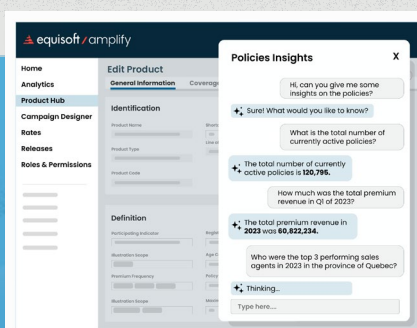 equisoft/amplify
Home
Analytics
Product Hub
Campaign Designer
Rates
Releases
Roles & Permissions
Edit Product
General Information
Coverage
Identification
Product Name
Product Type
Product Code
Definition
Participating Indicator
Illustration Scope
Premium Frequency
Illustration Scope
Policies Insights
X
Hi, can you give me some
insights on the policies?
Sure! What would you like to know?
What is the total number of
currently active policies?
The total number of currently
active policies is 120,795.
How much was the total premium
revenue in Q1 of 2023?
The total premium revenue in
2023 was 60,822,234.
Who were the top 3 performing sales
agents in 2023 in the province of Quebec?
Thinking...
Type here....